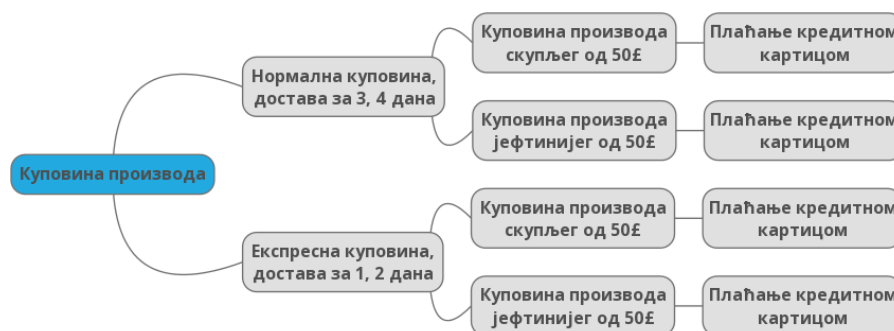 Куповина производа
Нормална куповина,
достава за 3, 4 дана
Куповина производа
скупљег од 50£
Плаћање кредитном
картицом
Куповина производа
јефтинијег од 50£
Плаћање кредитном
картицом
Експресна куповина,
достава за 1, 2 дана
Куповина производа
скупљег од 50£
Плаћање кредитном
картицом
Куповина производа
јефтинијег од 50£
Плаћање кредитном
картицом